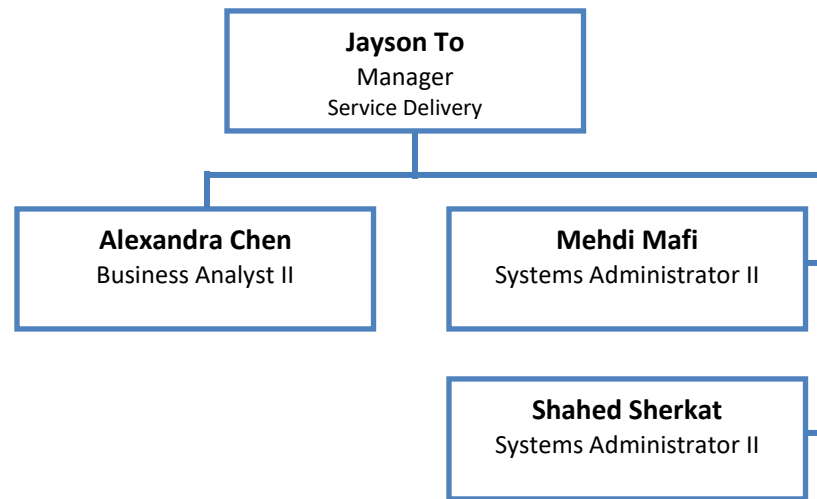 Jayson To
Manager
Service Delivery
Alexandra Chen
Business Analyst II
Mehdi Mafi
Systems Administrator II
Shahed Sherkat
Systems Administrator II